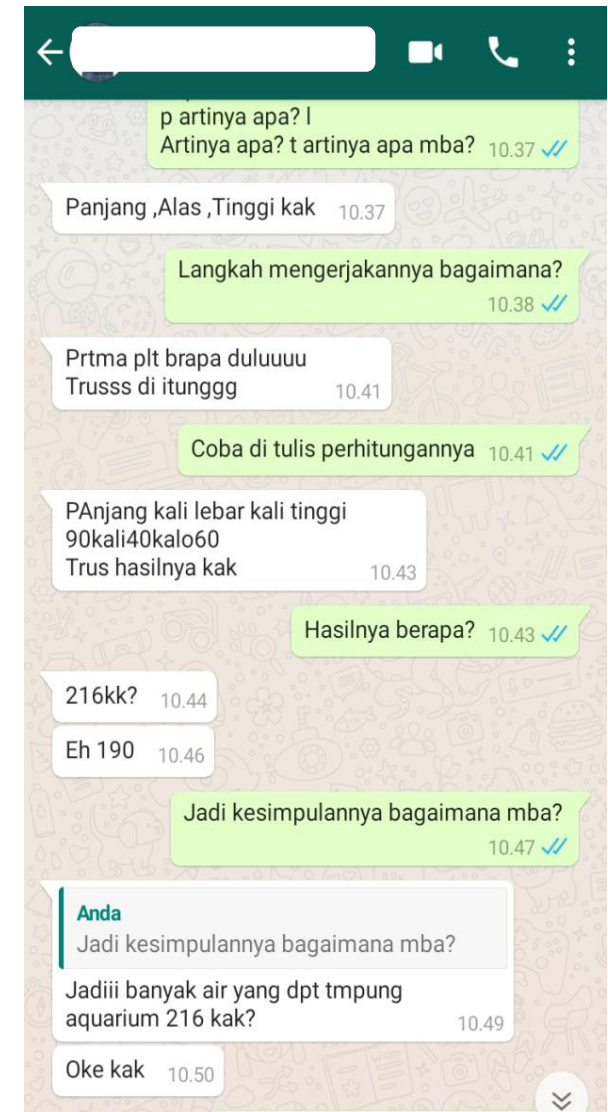 p artinya apa? l
Artinya apa? t artinya apa mba? 10.37
Panjang ,Alas ,Tinggi kak 10.37
Langkah mengerjakannya bagaimana?
10.38
Prtma plt brapa duluuuu
Trusss di itunggg 10.41
Coba di tulis perhitungannya 10.41
PAnjang kali lebar kali tinggi
90kali40kalo60
Trus hasilnya kak 10.43
Hasilnya berapa? 10.43
216kk? 10.44
Eh 190 10.46
Jadi kesimpulannya bagaimana mba?
10.47
Anda
Jadi kesimpulannya bagaimana mba?
Jadiii banyak air yang dpt tmpung
aquarium 216 kak? 10.49
Oke kak 10.50